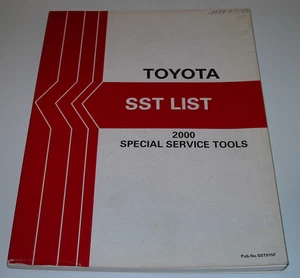 TOYOTA
SST LIST
2000
SPECIAL SERVICE TOOLS